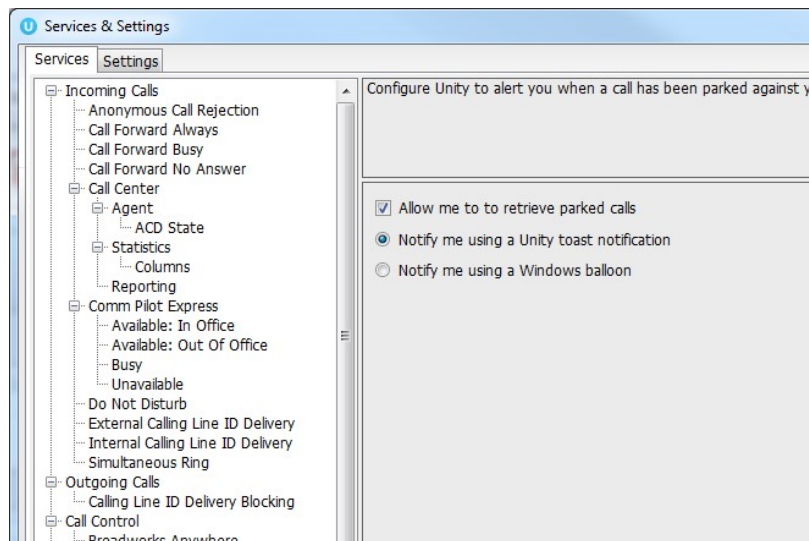 Services & Settings
Services Settings
Incoming Calls
Anonymous Call Rejection
Call Forward Always
Call Forward Busy
Call Forward No Answer
Call Center
Agent
ACD State
Statistics
Columns
Reporting
Comm Pilot Express
Available: In Office
Available: Out Of Office
Busy
Unavailable
Do Not Disturb
External Calling Line ID Delivery
Internal Calling Line ID Delivery
Simultaneous Ring
Outgoing Calls
Calling Line ID Delivery Blocking
Call Control
Broadworks Anywhere
Configure Unity to alert you when a call has been parked against
Allow me to to retrieve parked calls
Notify me using a Unity toast notification
Notify me using a Windows balloon